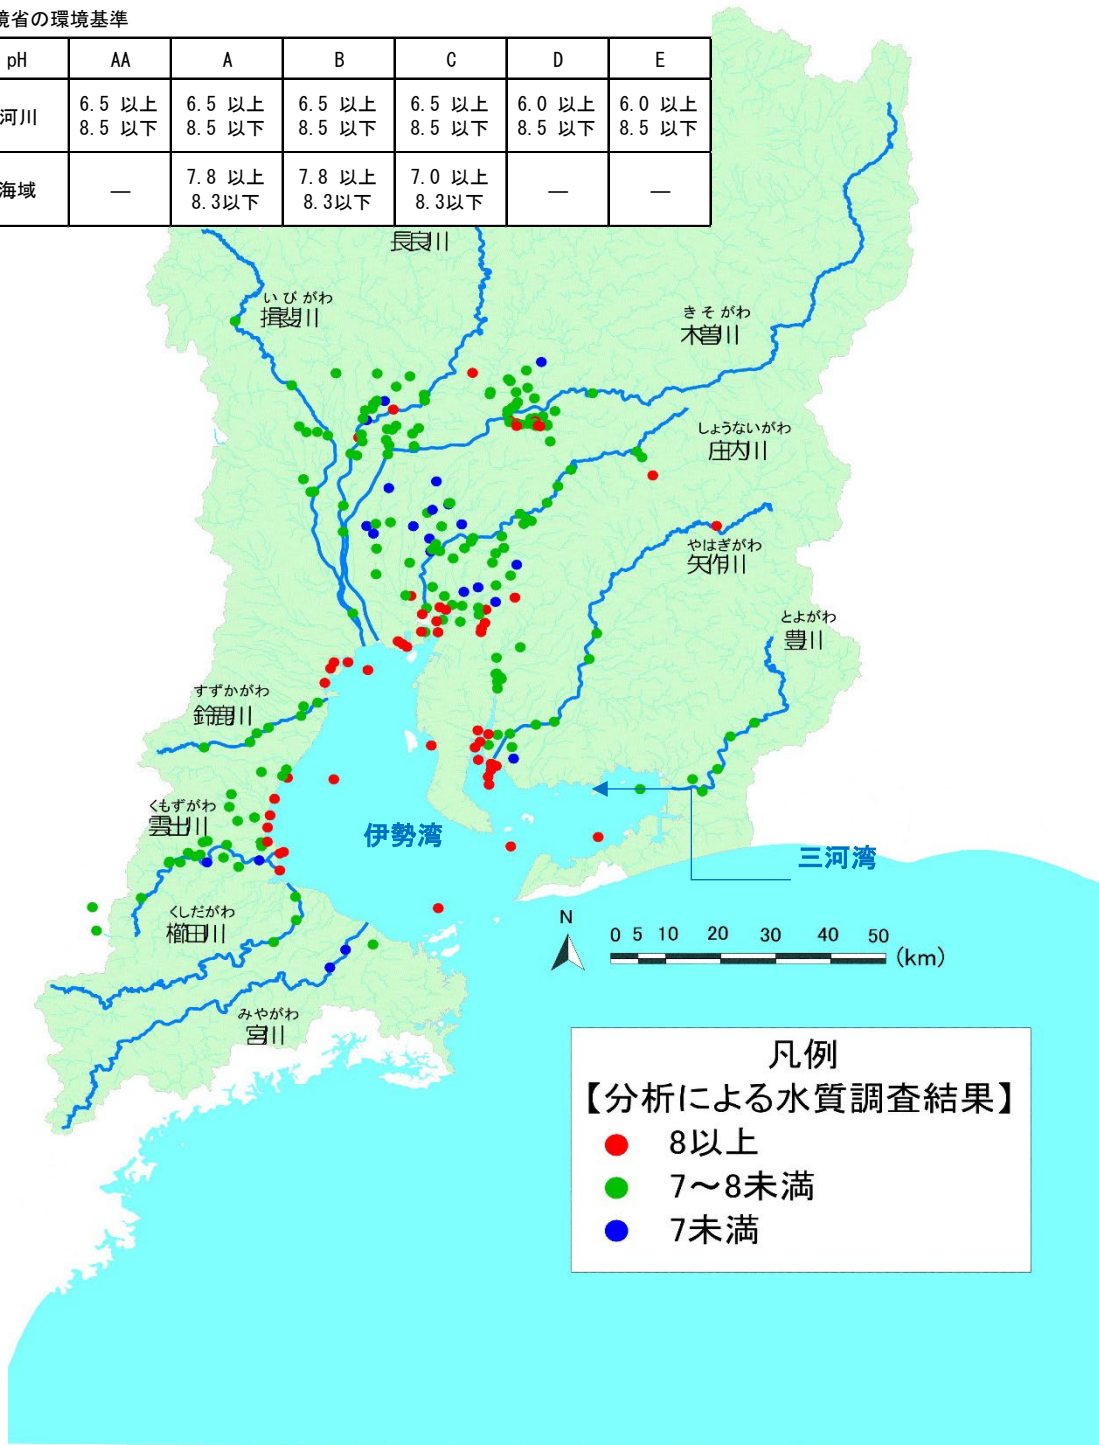 境省の環境基準
pH AA A B C D E
河川 6.5 以上 8.5 以下 6.5 以上 8.5 以下 6.5 以上 8.5 以下 6.5 以上 8.5 以下 6.0 以上 8.5 以下 6.0 以上 8.5 以下
海域 — 7.8 以上 8.3以下 7.8 以上 8.3以下 7.0 以上 8.3以下 — —
長良川
いびがわ
揖斐川
きそがわ
木曽川
しょうないがわ
庄内川
やはぎがわ
矢作川
とよがわ
豊川
すずかがわ
鈴鹿川
くもずがわ
雲出川
伊勢湾
三河湾
くしだがわ
櫛田川
みやがわ
宮川
N
0 5 10 20 30 40 50
(km)
凡例
【分析による水質調査結果】
8以上
7～8未満
7未満